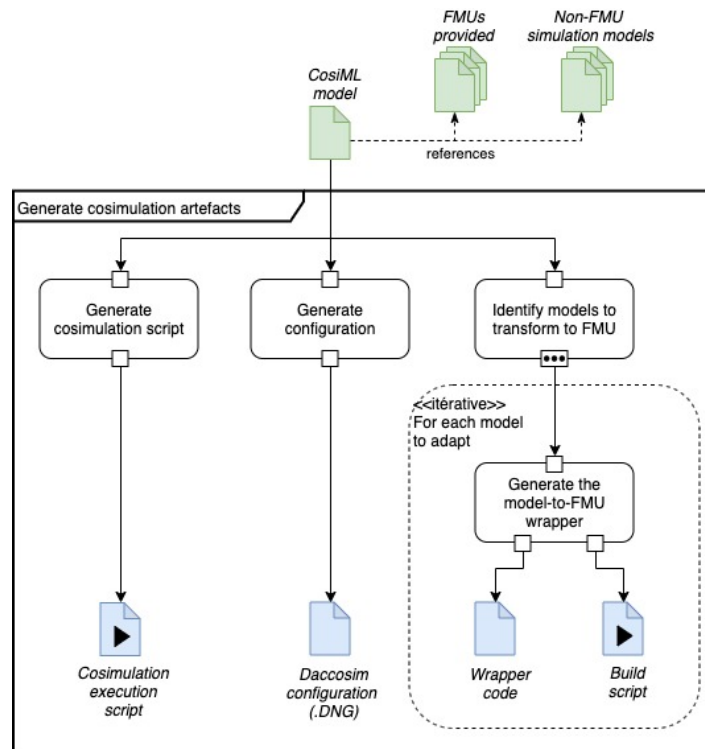 FMUs
provided
Non-FMU
simulation models
CosiML
model
references
Generate cosimulation artefacts
Generate
cosimulation script
Generate
configuration
Identify models to
transform to FMU
<<itérative>>
For each model
to adapt
Generate the
model-to-FMU
wrapper
Cosimulation
execution
script
Daccosim
configuration
(.DNG)
Wrapper
code
Build
script